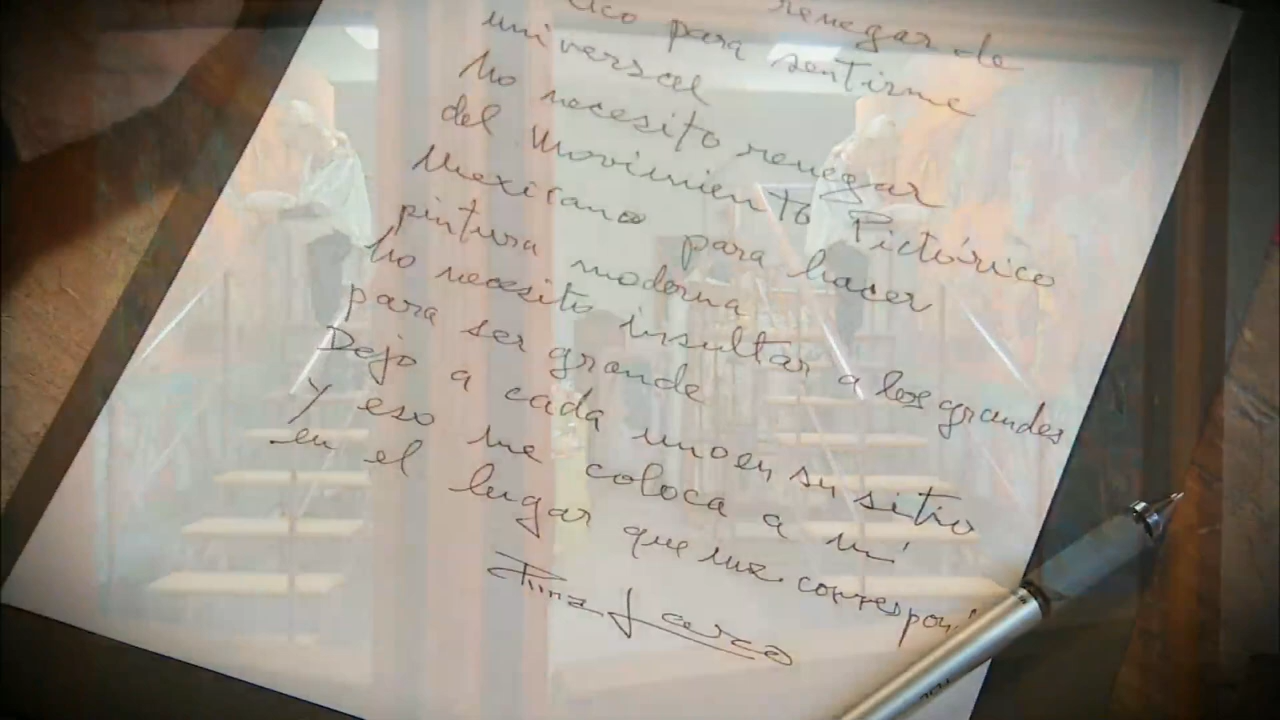 renegar de
para sentirme
universal
No necesito renegar
del Movimiento Pictórico
Mexicano para hacer
pintura moderna
No necesito insultar a los grandes
para ser grande
Dejo a cada uno en su sitio
y eso me coloca a mí
en el lugar que me